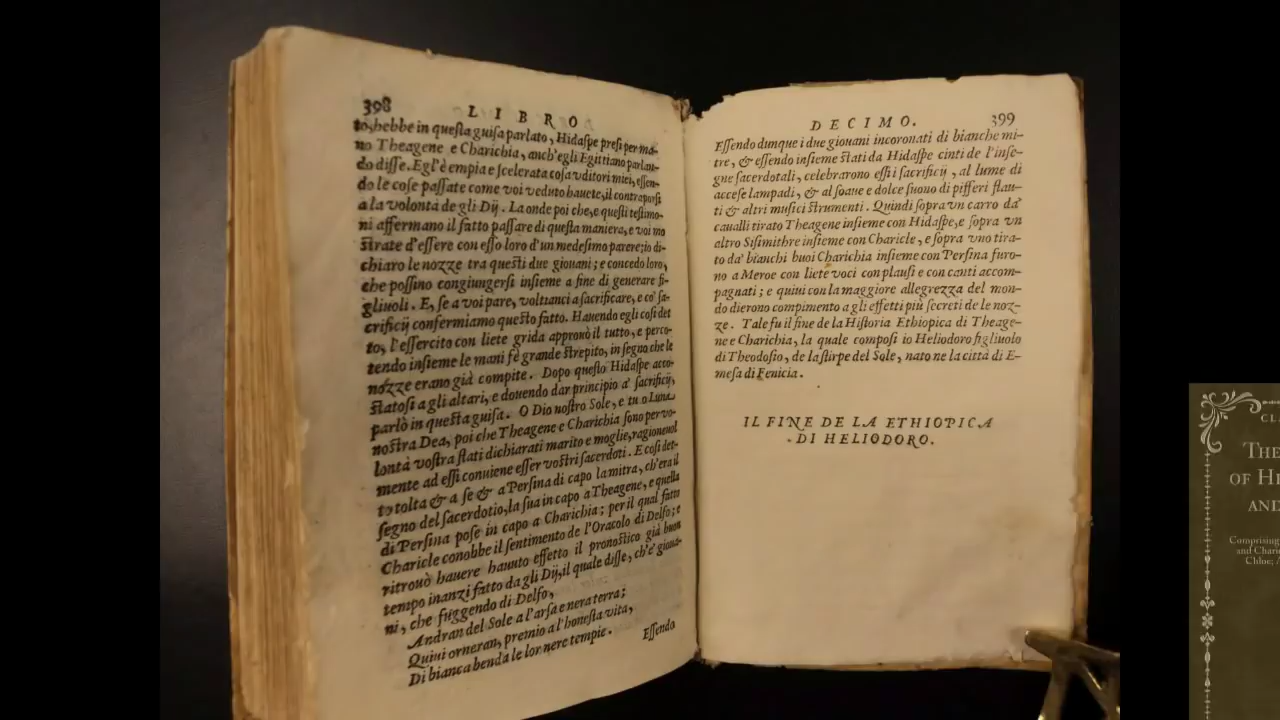 398
LIBRO
to, hebbe in questa guisa parlato, Hidaspe presi per ma-
no Theagene e Charichia, anch'egli Egittiano parlan-
do disse. Egl'è empia e scelerata cosa vditori miei, essen-
do le cose passate come voi veduto hauete, il contraporsi
a la volontà de gli Dij. La onde poi che, e questi testimo-
ni affermano il fatto passare di questa maniera, e voi mo
strate d'essere con esso loro d'un medesimo parere; io di-
chiaro le nozze tra questi due giouani; e concedo loro,
che possino congiungersi insieme a fine di generare fi-
gliuoli. E, se a voi pare, voltianci a sacrificare, e co' sa-
crificij confermiamo questo fatto. Hauendo egli cosi det
to, l'essercito con liete grida approuò il tutto, e perco-
tendo insieme le mani fè grande strepito, in segno che le
nozze erano già compite. Dopo questo Hidaspe acco-
statosi a gli altari, e douendo dar principio a' sacrificij,
parlò in questa guisa. O Dio nostro Sole, e tu o Luna
nostra Dea, poi che Theagene e Charichia sono per vo-
lontà vostra stati dichiarati marito e moglie, ragioneuol
mente ad essi conuiene esser vostri sacerdoti. E cosi det-
to tolta & a se & a Persina di capo la mitra, ch'era il
segno del sacerdotio, la sua in capo a Theagene, e quella
di Persina pose in capo a Charichia; per il qual fatto
Charicle conobbe il sentimento de l'Oracolo di Delfo; e
ritrouò hauere hauuto effetto il pronostico già buon
tempo inanzi fatto da gli Dij, il quale disse, ch'e' gioua-
ni, che fuggendo di Delfo,
Andran del Sole a l'arsa e nera terra;
Quiui orneran, premio a l'honesta vita,
Di bianca benda le lor nere tempie.
Essendo
DECIMO.
399
Essendo dunque i due giouani incoronati di bianche mi-
tre, & essendo insieme stati da Hidaspe cinti de l'inse-
gne sacerdotali, celebrarono essi i sacrificij, al lume di
accese lampadi, & al soaue e dolce suono di pifferi flau-
ti & altri musici strumenti. Quindi sopra vn carro da'
caualli tirato Theagene insieme con Hidaspe, e sopra vn
altro Sisimithre insieme con Charicle, e sopra vno tira-
to da' bianchi buoi Charichia insieme con Persina furo-
no a Meroe con liete voci con plausi e con canti accom-
pagnati; e quiui con la maggiore allegrezza del mon-
do dierono compimento a gli effetti più secreti de le noz-
ze. Tale fu il fine de la Historia Ethiopica di Theage-
ne e Charichia, la quale composi io Heliodoro figliuolo
di Theodosio, de la stirpe del Sole, nato ne la città di E-
mesa di Fenicia.
IL FINE DE LA ETHIOPICA
DI HELIODORO.
CL
THE
OF HE
AND
Comprising
and Charic
Chloe; A